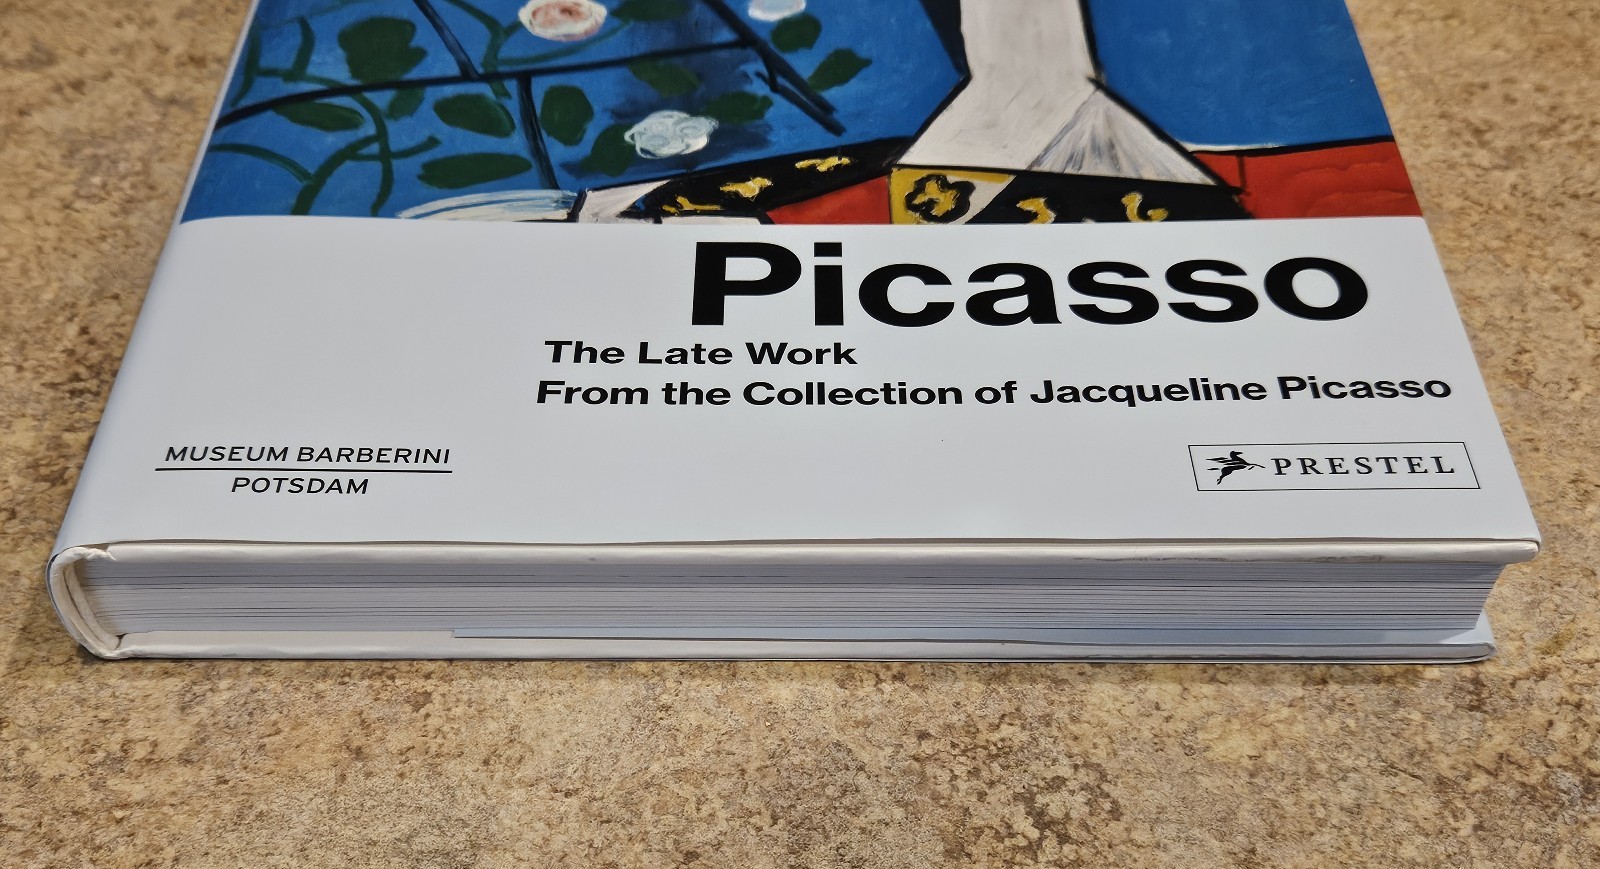 Picasso
The Late Work
From the Collection of Jacqueline Picasso
MUSEUM BARBERINI
POTSDAM
PRESTEL